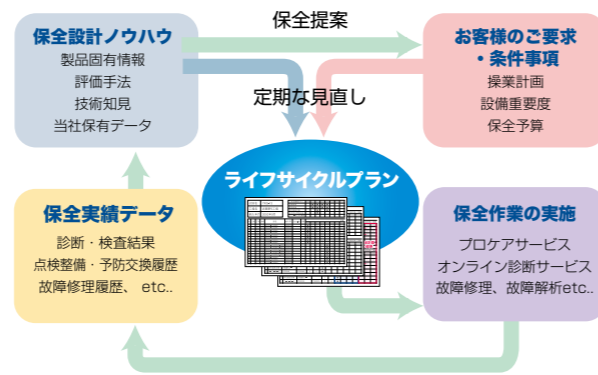 保全設計ノウハウ
製品固有情報
評価手法
技術知見
当社保有データ
保全提案
定期な見直し
お客様のご要求
・条件事項
操業計画
設備重要度
保全予算
ライフサイクルプラン
保全実績データ
診断・検査結果
点検整備・予防交換履歴
故障修理履歴、 etc..
保全作業の実施
プロケアサービス
オンライン診断サービス
故障修理、故障解析etc..